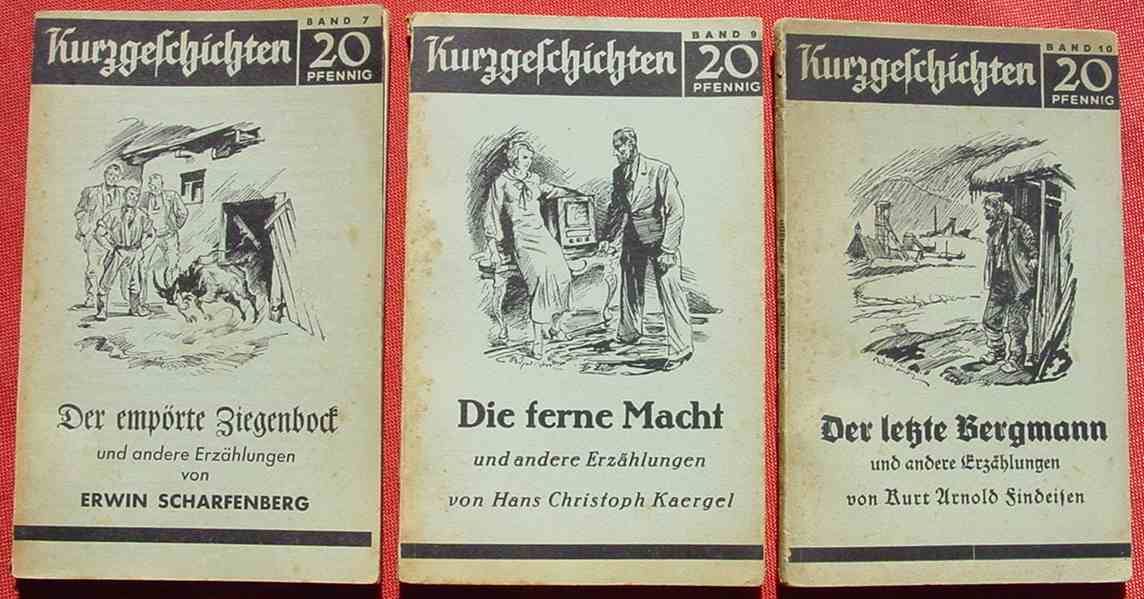 BAND 7
Kurzgeschichten
20
PFENNIG
Der empörte Ziegenbock
und andere Erzählungen
von
ERWIN SCHARFENBERG
BAND 9
Kurzgeschichten
20
PFENNIG
Die ferne Macht
und andere Erzählungen
von Hans Christoph Kaergel
BAND 10
Kurzgeschichten
20
PFENNIG
Der letzte Bergmann
und andere Erzählungen
von Kurt Arnold Findeisen